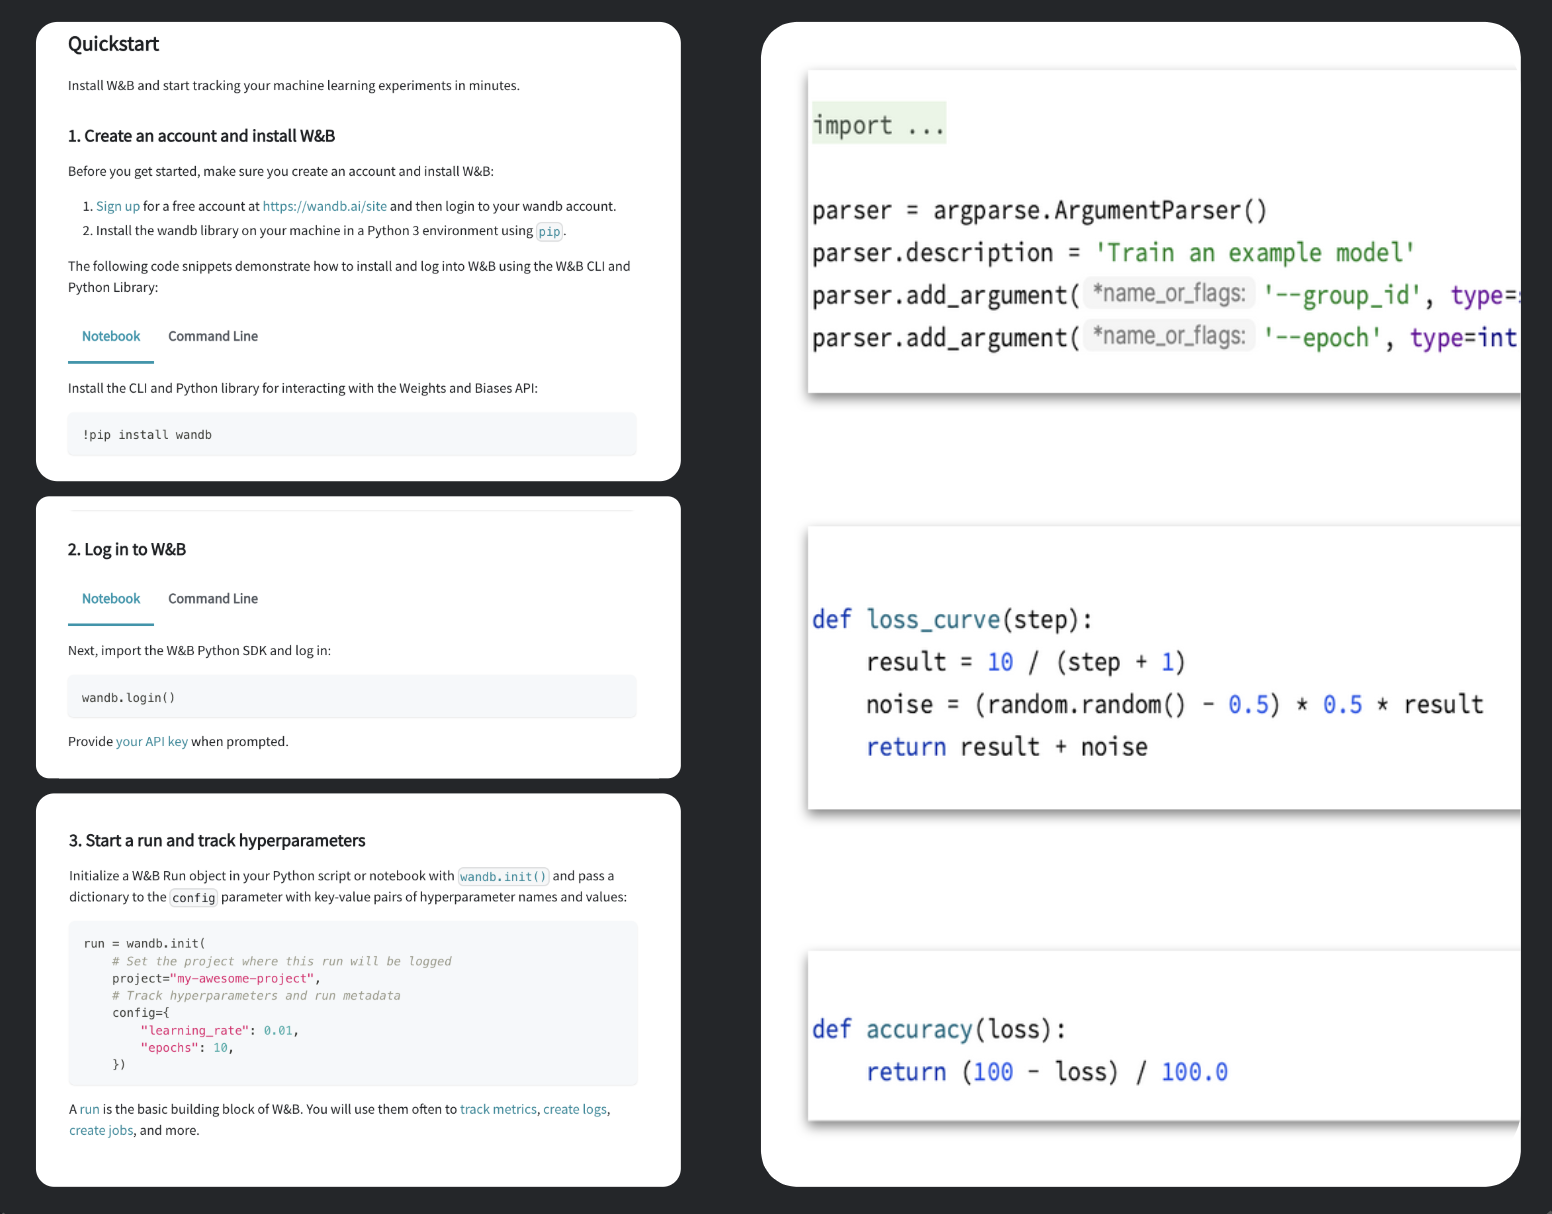 Quickstart
Install W&B and start tracking your machine learning experiments in minutes.
1. Create an account and install W&B
Before you get started, make sure you create an account and install W&B:
1. Sign up for a free account at https://wandb.ai/site and then login to your wandb account.
2. Install the wandb library on your machine in a Python 3 environment using pip.
The following code snippets demonstrate how to install and log into W&B using the W&B CLI and
Python Library:
Notebook Command Line
Install the CLI and Python library for interacting with the Weights and Biases API:
!pip install wandb
2. Log in to W&B
Notebook Command Line
Next, import the W&B Python SDK and log in:
wandb.login()
Provide your API key when prompted.
3. Start a run and track hyperparameters
Initialize a W&B Run object in your Python script or notebook with wandb.init() and pass a
dictionary to the config parameter with key-value pairs of hyperparameter names and values:
run = wandb.init(
    # Set the project where this run will be logged
    project="my-awesome-project",
    # Track hyperparameters and run metadata
    config={
        "learning_rate": 0.01,
        "epochs": 10,
    })
A run is the basic building block of W&B. You will use them often to track metrics, create logs,
create jobs, and more.
import ...
parser = argparse.ArgumentParser()
parser.description = 'Train an example model'
parser.add_argument( *name_or_flags: '--group_id', type=
parser.add_argument( *name_or_flags: '--epoch', type=int
def loss_curve(step):
    result = 10 / (step + 1)
    noise = (random.random() - 0.5) * 0.5 * result
    return result + noise
def accuracy(loss):
    return (100 - loss) / 100.0